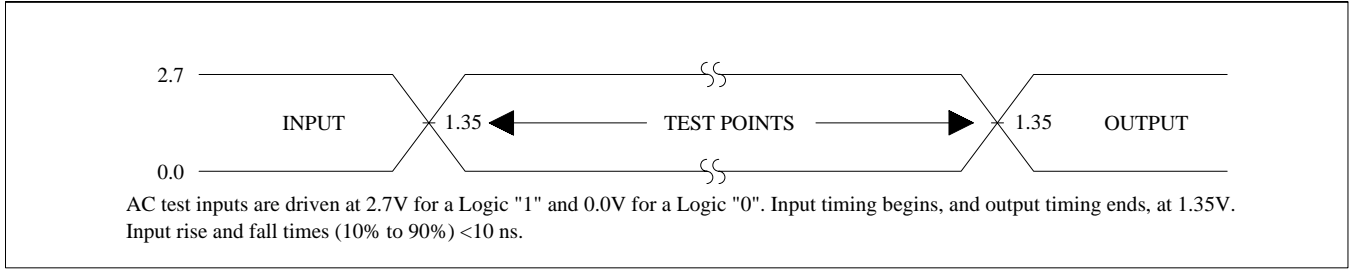 2.7
INPUT 1.35 TEST POINTS 1.35 OUTPUT
0.0
AC test inputs are driven at 2.7V for a Logic "1" and 0.0V for a Logic "0". Input timing begins, and output timing ends, at 1.35V.
Input rise and fall times (10% to 90%) <10 ns.